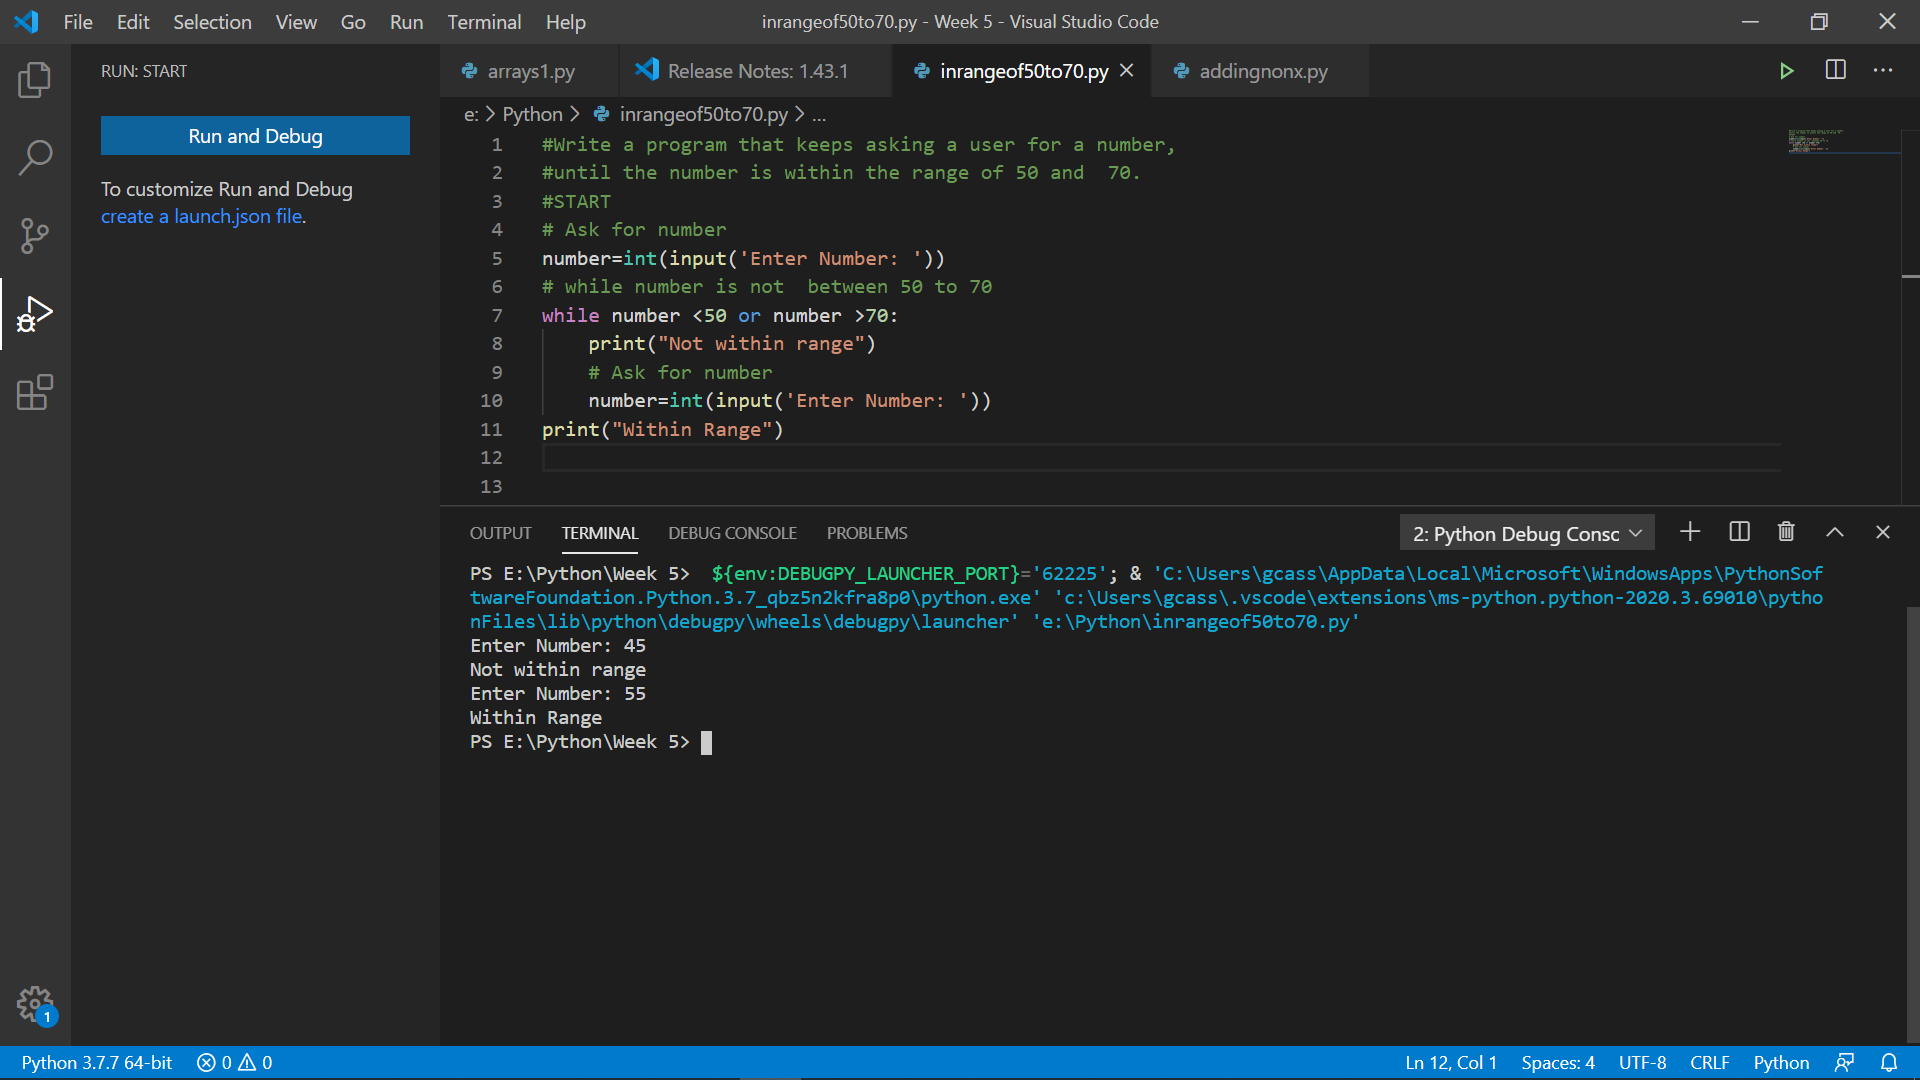 File Edit Selection View Go Run Terminal Help
inrangeof50to70.py - Week 5 - Visual Studio Code
RUN: START
Run and Debug
To customize Run and Debug
create a launch.json file.
arrays1.py
Release Notes: 1.43.1
inrangeof50to70.py
addingnonx.py
e: > Python > inrangeof50to70.py > ...
1 #Write a program that keeps asking a user for a number,
2 #until the number is within the range of 50 and  70.
3 #START
4 # Ask for number
5 number=int(input('Enter Number: '))
6 # while number is not  between 50 to 70
7 while number <50 or number >70:
8     print("Not within range")
9     # Ask for number
10     number=int(input('Enter Number: '))
11 print("Within Range")
12
13
OUTPUT TERMINAL DEBUG CONSOLE PROBLEMS
2: Python Debug Consc
PS E:\Python\Week 5>  ${env:DEBUGPY_LAUNCHER_PORT}='62225'; & 'C:\Users\gcass\AppData\Local\Microsoft\WindowsApps\PythonSof
twareFoundation.Python.3.7_qbz5n2kfra8p0\python.exe' 'c:\Users\gcass\.vscode\extensions\ms-python.python-2020.3.69010\pytho
nFiles\lib\python\debugpy\wheels\debugpy\launcher' 'e:\Python\inrangeof50to70.py'
Enter Number: 45
Not within range
Enter Number: 55
Within Range
PS E:\Python\Week 5>
1
Python 3.7.7 64-bit 0 0
Ln 12, Col 1 Spaces: 4 UTF-8 CRLF Python